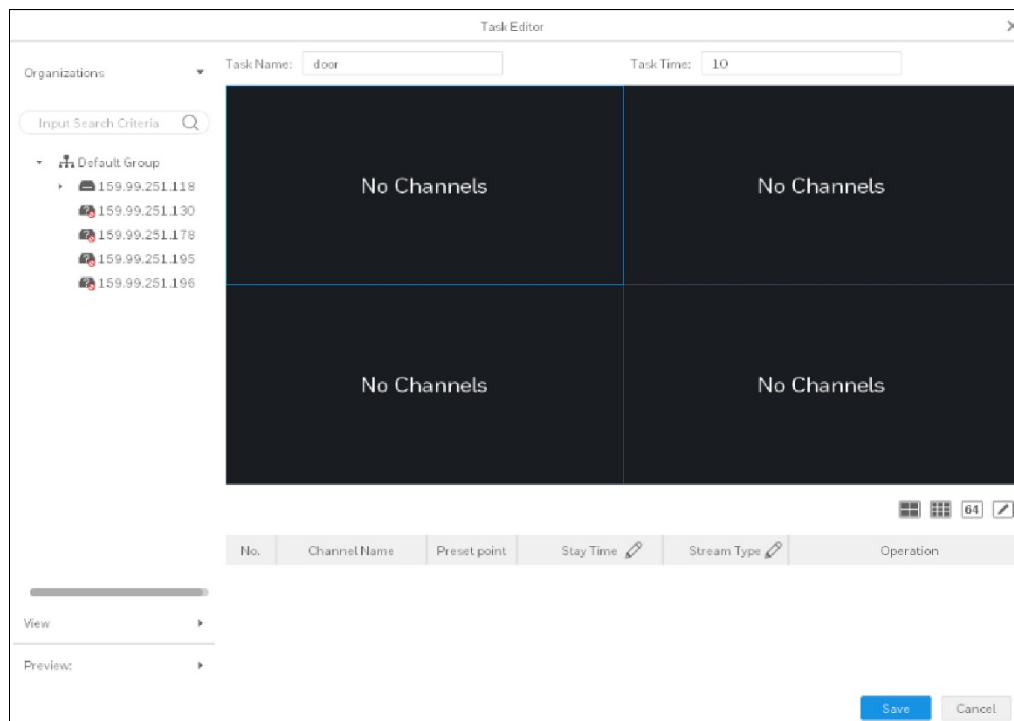 Task Editor
Organizations
Task Name: door
Task Time: 10
Input Search Criteria
Default Group
159.99.251.118
159.99.251.130
159.99.251.178
159.99.251.195
159.99.251.196
No Channels
No Channels
No Channels
No Channels
64
No. Channel Name Preset point Stay Time Stream Type Operation
View
Preview:
Save Cancel